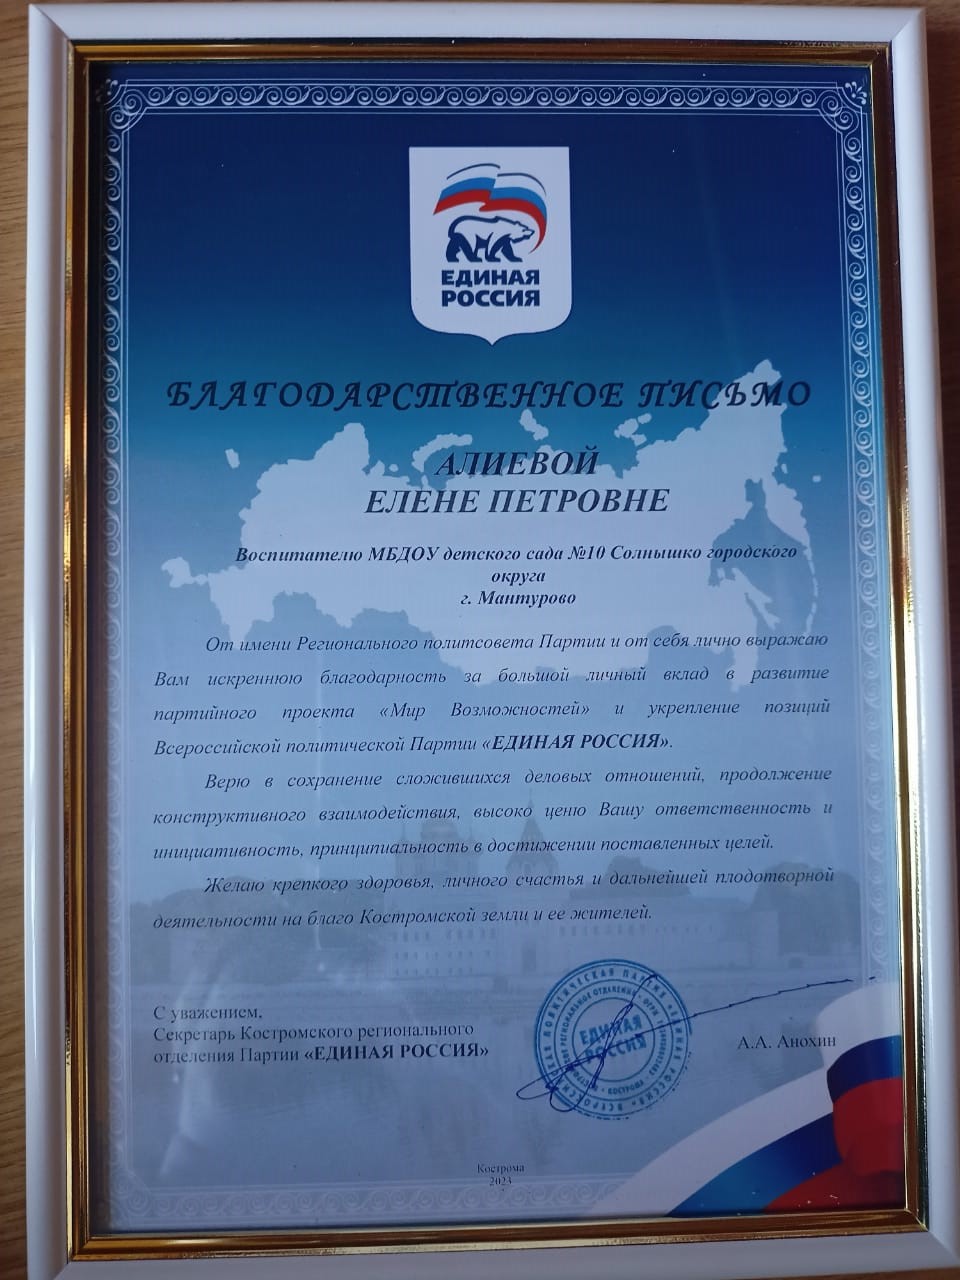 ЕДИНАЯ
РОССИЯ
БЛАГОДАРСТВЕННОЕ ПИСЬМО
АЛИЕВОЙ
ЕЛЕНЕ ПЕТРОВНЕ
Воспитателю МБДОУ детского сада №10 Солнышко городского
округа
г. Мантурово
От имени Регионального политсовета Партии и от себя лично выражаю
Вам искреннюю благодарность за большой личный вклад в развитие
партийного проекта «Мир Возможностей» и укрепление позиций
Всероссийской политической Партии «ЕДИНАЯ РОССИЯ».
Верю в сохранение сложившихся деловых отношений, продолжение
конструктивного взаимодействия, высоко ценю Вашу ответственность и
инициативность, принципиальность в достижении поставленных целей.
Желаю крепкого здоровья, личного счастья и дальнейшей плодотворной
деятельности на благо Костромской земли и ее жителей.
С уважением,
Секретарь Костромского регионального
отделения Партии «ЕДИНАЯ РОССИЯ»
ЕДИНАЯ
РОССИЯ
А.А. Анохин
Кострома
2023